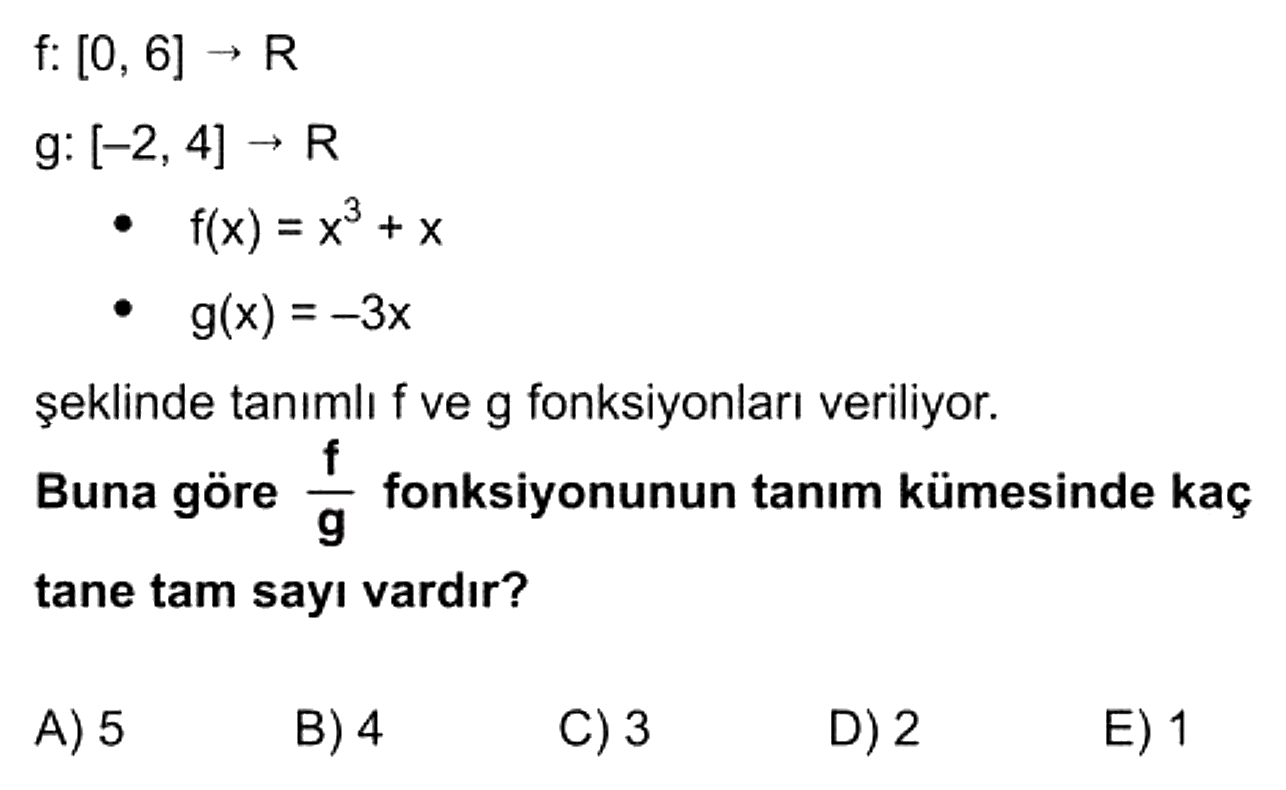 f: [0, 6] → R
g: [–2, 4] → R
• f(x) = x³ + x
• g(x) = –3x
şeklinde tanımlı f ve g fonksiyonları veriliyor.
Buna göre f/g fonksiyonunun tanım kümesinde kaç
tane tam sayı vardır?
A) 5 B) 4 C) 3 D) 2 E) 1